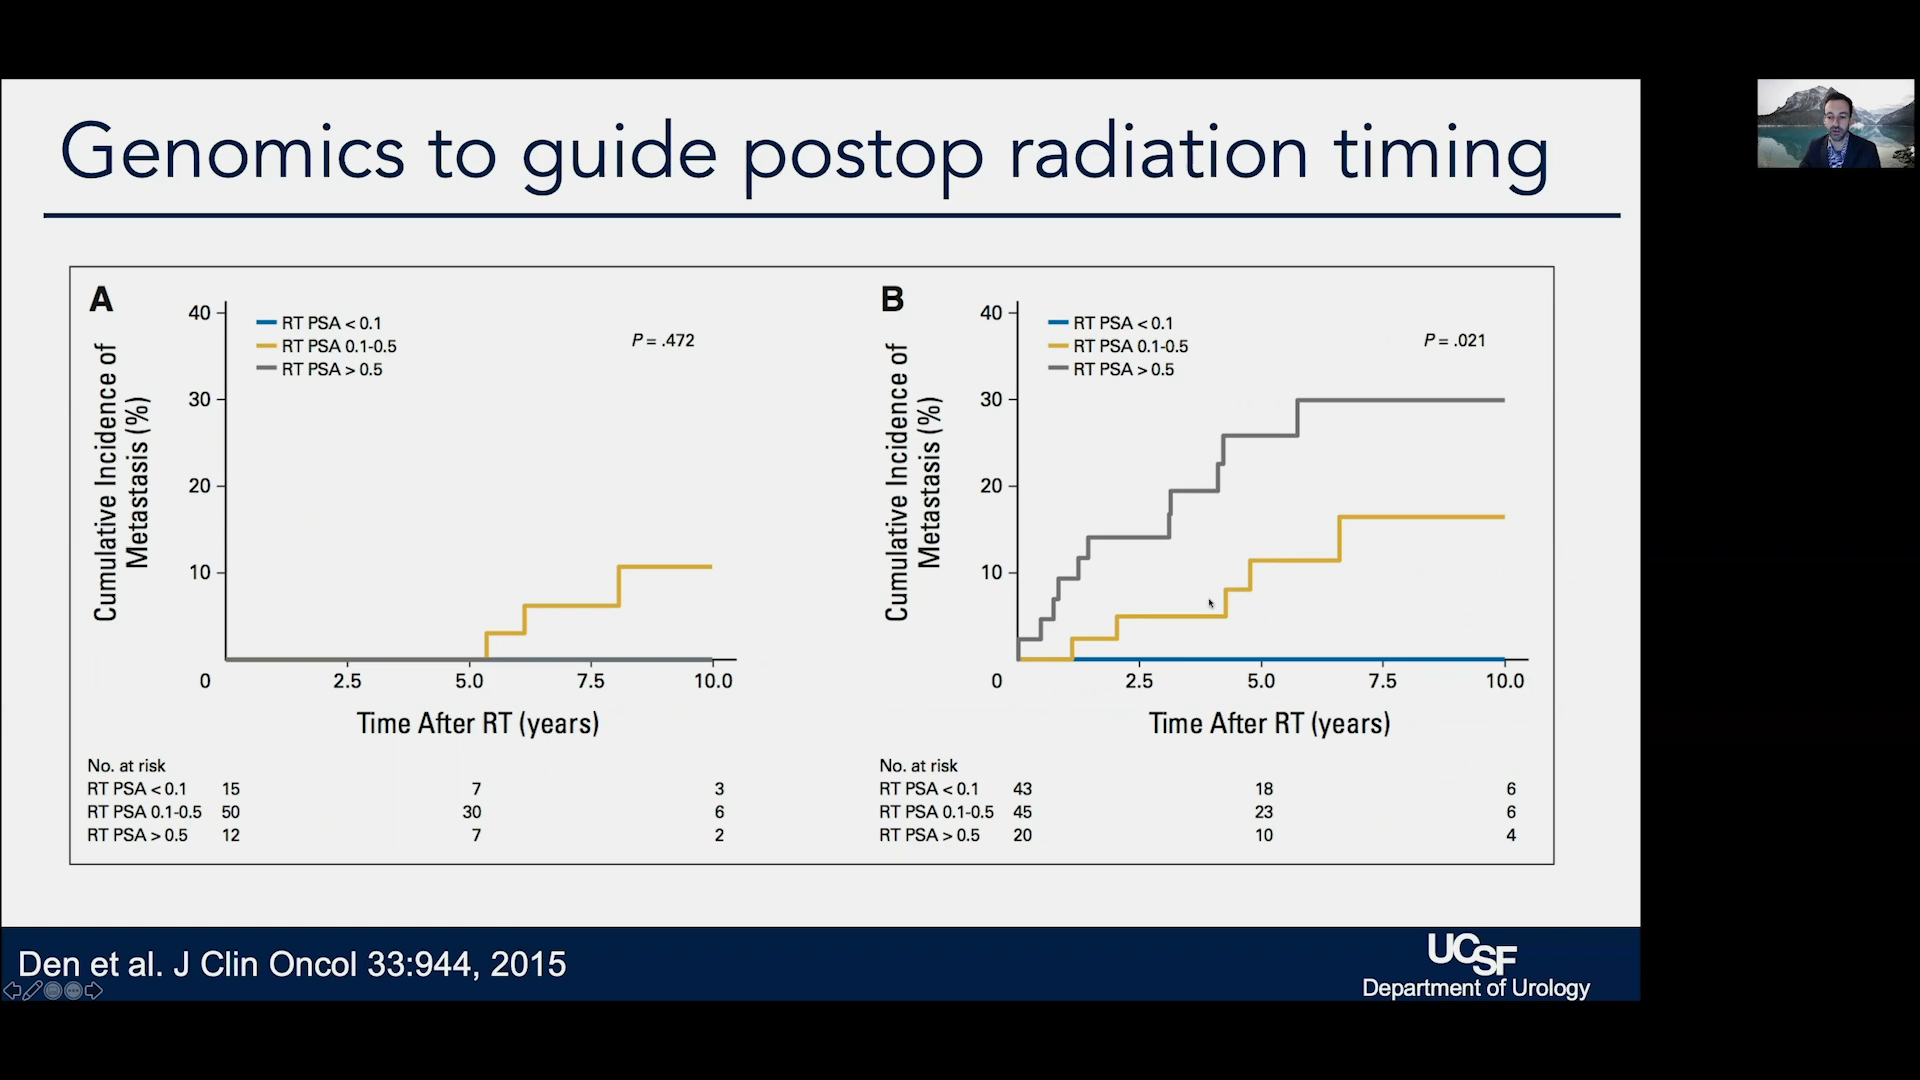 Genomics to guide postop radiation timing
A
40
30
20
10
0
Cumulative Incidence of
Metastasis (%)
RT PSA < 0.1
RT PSA 0.1-0.5
RT PSA > 0.5
P = .472
2.5 5.0 7.5 10.0
Time After RT (years)
No. at risk
RT PSA < 0.1 15 7 3
RT PSA 0.1-0.5 50 30 6
RT PSA > 0.5 12 7 2
B
40
30
20
10
0
Cumulative Incidence of
Metastasis (%)
RT PSA < 0.1
RT PSA 0.1-0.5
RT PSA > 0.5
P = .021
2.5 5.0 7.5 10.0
Time After RT (years)
No. at risk
RT PSA < 0.1 43 18 6
RT PSA 0.1-0.5 45 23 6
RT PSA > 0.5 20 10 4
Den et al. J Clin Oncol 33:944, 2015
UCSF
Department of Urology